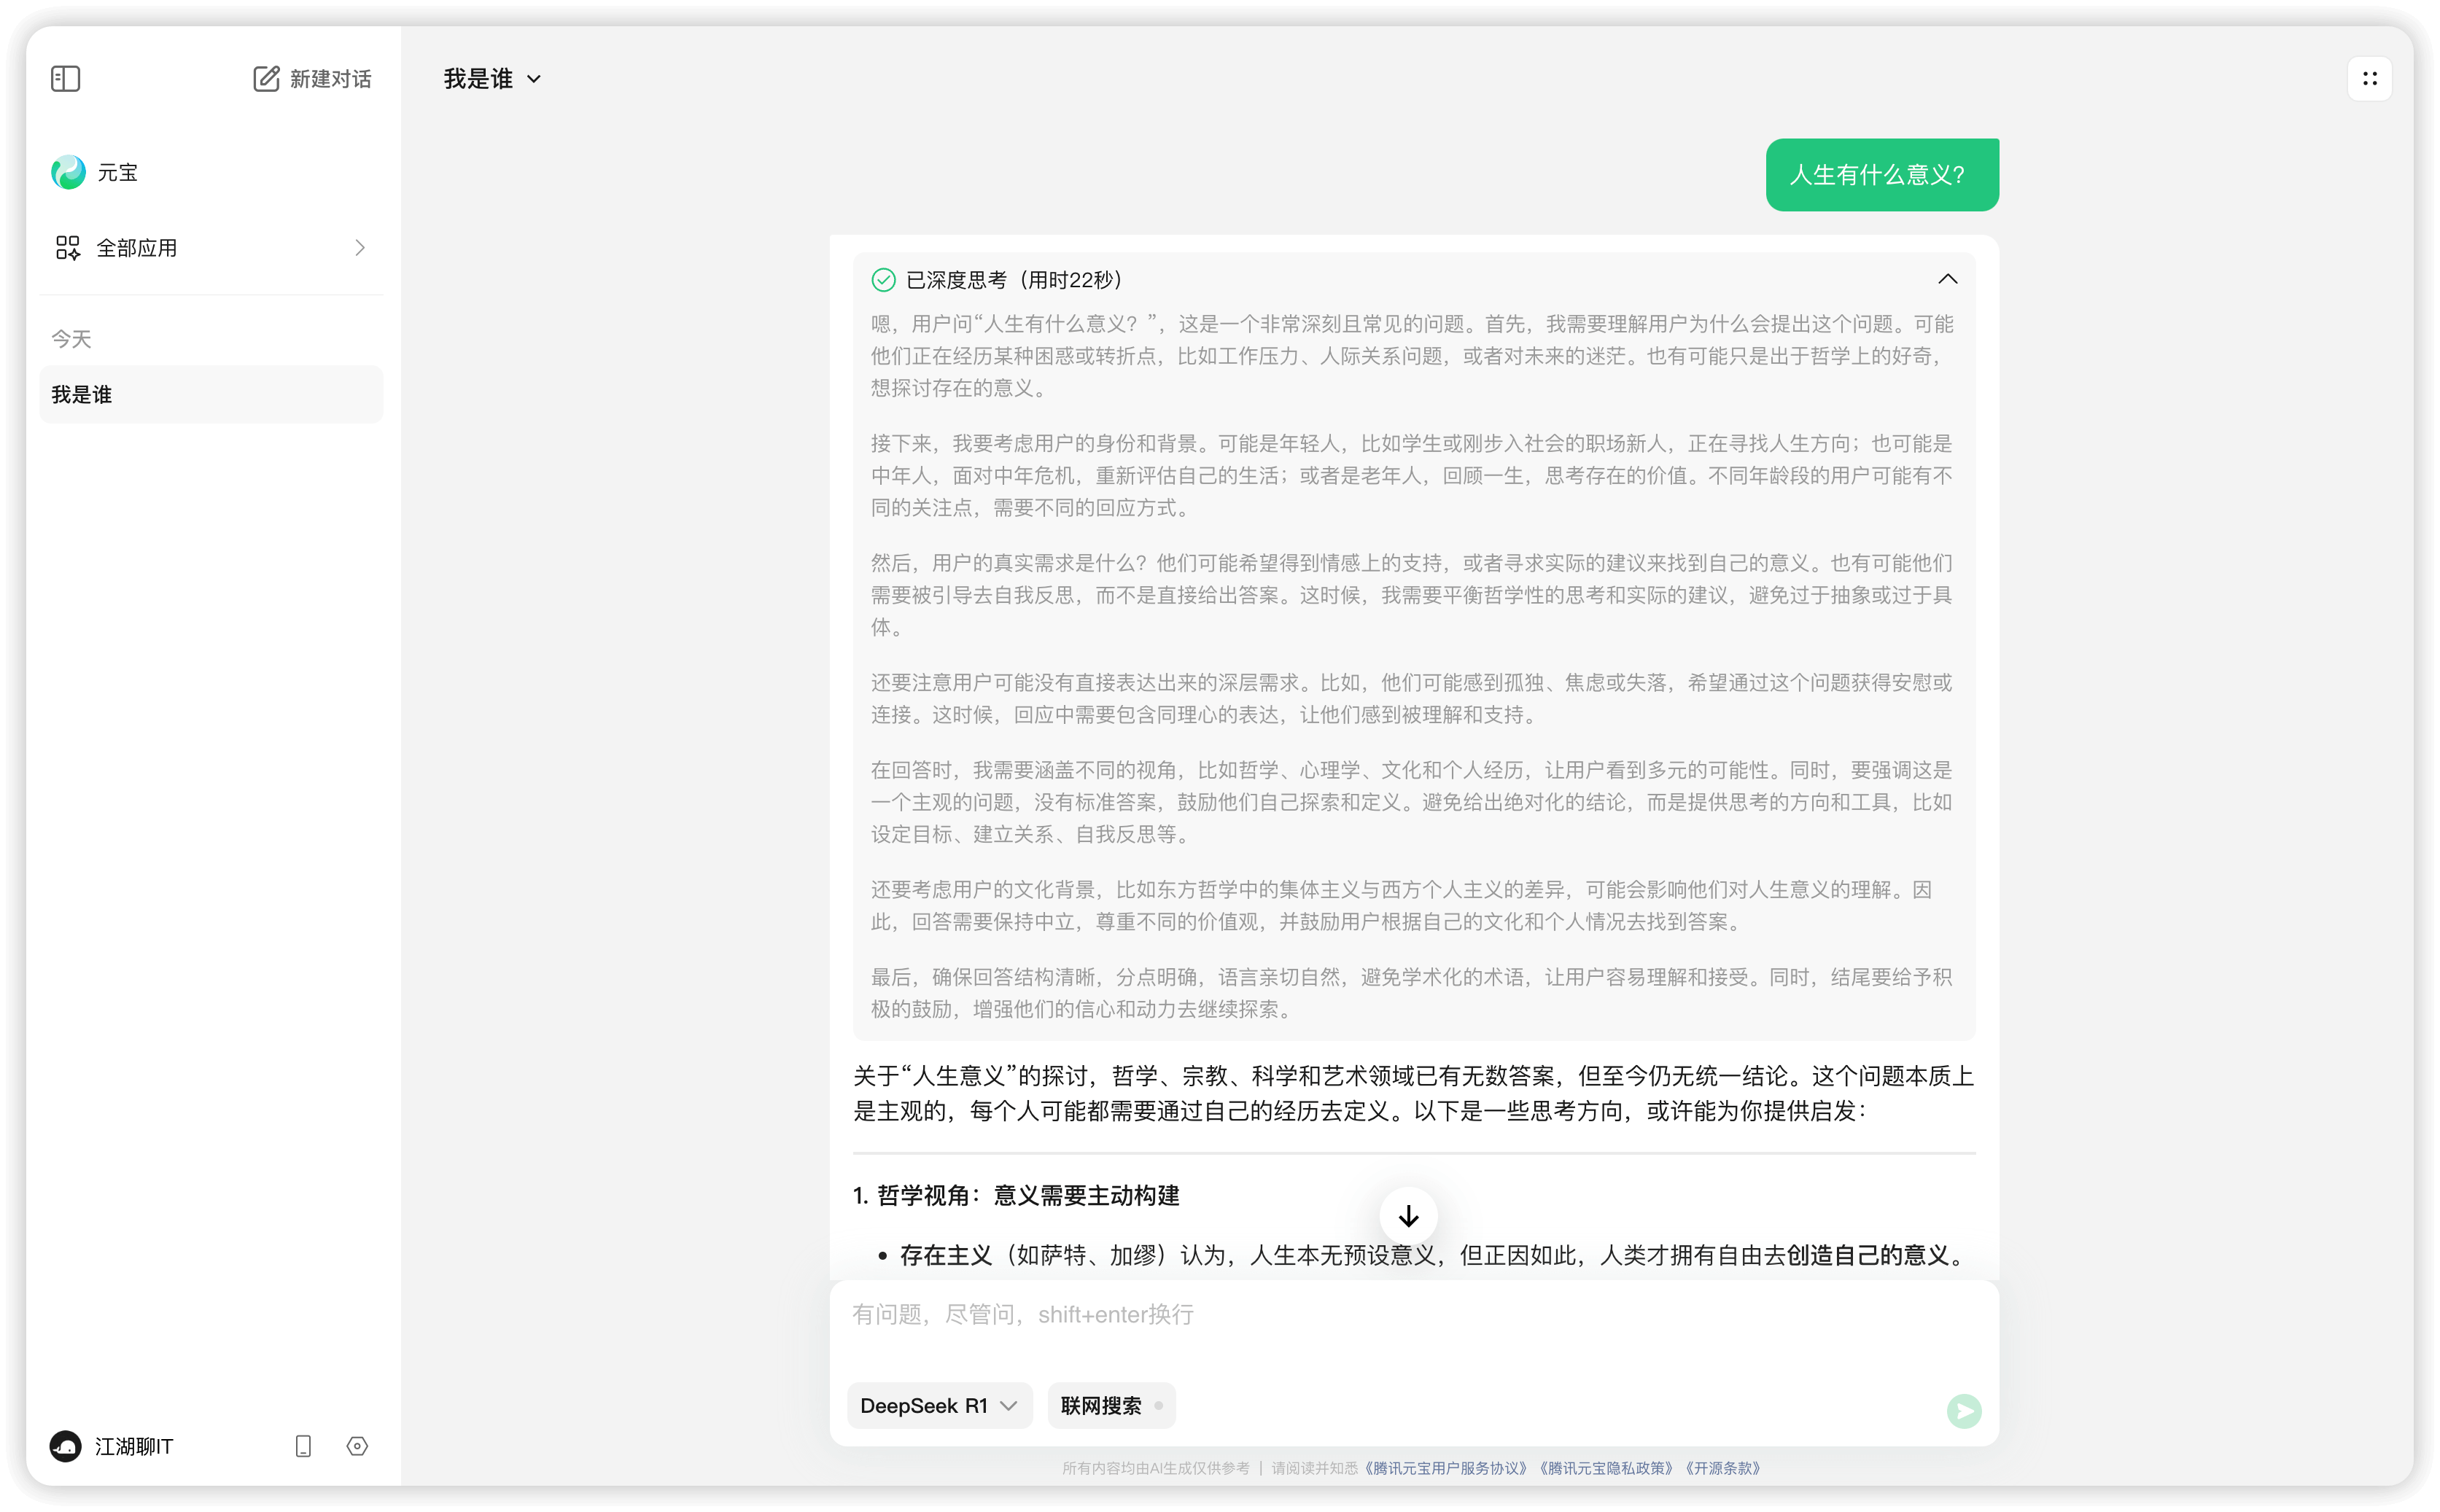 新建对话
元宝
全部应用
今天
我是谁
江湖聊IT
我是谁
人生有什么意义？
已深度思考（用时22秒）
嗯，用户问“人生有什么意义？”，这是一个非常深刻且常见的问题。首先，我需要理解用户为什么会提出这个问题。可能
他们正在经历某种困惑或转折点，比如工作压力、人际关系问题，或者对未来的迷茫。也有可能只是出于哲学上的好奇，
想探讨存在的意义。
接下来，我要考虑用户的身份和背景。可能是年轻人，比如学生或刚步入社会的职场新人，正在寻找人生方向；也可能是
中年人，面对中年危机，重新评估自己的生活；或者是老年人，回顾一生，思考存在的价值。不同年龄段的用户可能有不
同的关注点，需要不同的回应方式。
然后，用户的真实需求是什么？他们可能希望得到情感上的支持，或者寻求实际的建议来找到自己的意义。也有可能他们
需要被引导去自我反思，而不是直接给出答案。这时候，我需要平衡哲学性的思考和实际的建议，避免过于抽象或过于具
体。
还要注意用户可能没有直接表达出来的深层需求。比如，他们可能感到孤独、焦虑或失落，希望通过这个问题获得安慰或
连接。这时候，回应中需要包含同理心的表达，让他们感到被理解和支持。
在回答时，我需要涵盖不同的视角，比如哲学、心理学、文化和个人经历，让用户看到多元的可能性。同时，要强调这是
一个主观的问题，没有标准答案，鼓励他们自己探索和定义。避免给出绝对化的结论，而是提供思考的方向和工具，比如
设定目标、建立关系、自我反思等。
还要考虑用户的文化背景，比如东方哲学中的集体主义与西方个人主义的差异，可能会影响他们对人生意义的理解。因
此，回答需要保持中立，尊重不同的价值观，并鼓励用户根据自己的文化和个人情况去找到答案。
最后，确保回答结构清晰，分点明确，语言亲切自然，避免学术化的术语，让用户容易理解和接受。同时，结尾要给予积
极的鼓励，增强他们的信心和动力去继续探索。
关于“人生意义”的探讨，哲学、宗教、科学和艺术领域已有无数答案，但至今仍无统一结论。这个问题本质上
是主观的，每个人可能都需要通过自己的经历去定义。以下是一些思考方向，或许能为你提供启发：
1. 哲学视角：意义需要主动构建
• 存在主义（如萨特、加缪）认为，人生本无预设意义，但正因如此，人类才拥有自由去创造自己的意义。
有问题，尽管问，shift+enter换行
DeepSeek R1
联网搜索
所有内容均由AI生成仅供参考 | 请阅读并知悉《腾讯元宝用户服务协议》《腾讯元宝隐私政策》《开源条款》